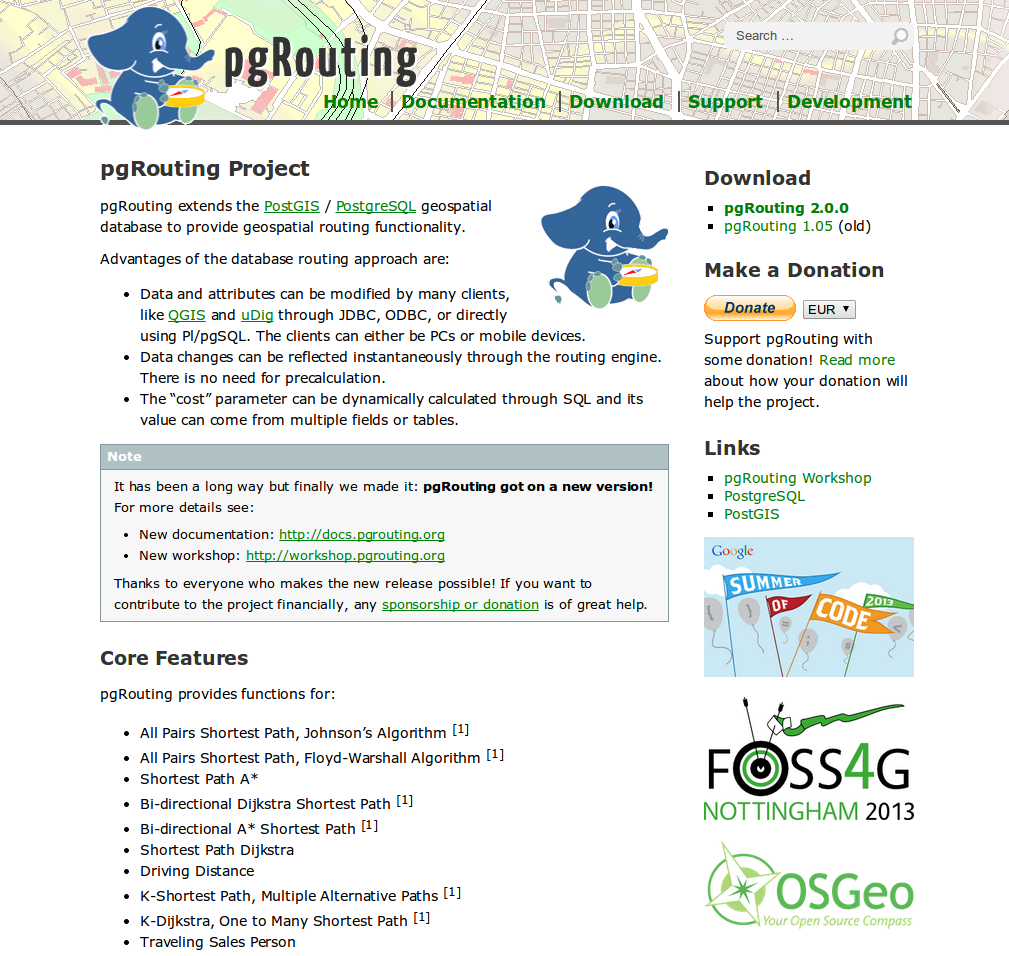 pgRouting
Search ...
Home
Documentation
Download
Support
Development
pgRouting Project
pgRouting extends the PostGIS / PostgreSQL geospatial
database to provide geospatial routing functionality.
Advantages of the database routing approach are:
Data and attributes can be modified by many clients,
like QGIS and uDig through JDBC, ODBC, or directly
using Pl/pgSQL. The clients can either be PCs or mobile devices.
Data changes can be reflected instantaneously through the routing engine.
There is no need for precalculation.
The “cost” parameter can be dynamically calculated through SQL and its
value can come from multiple fields or tables.
Note
It has been a long way but finally we made it: pgRouting got on a new version!
For more details see:
New documentation: http://docs.pgrouting.org
New workshop: http://workshop.pgrouting.org
Thanks to everyone who makes the new release possible! If you want to
contribute to the project financially, any sponsorship or donation is of great help.
Core Features
pgRouting provides functions for:
All Pairs Shortest Path, Johnson’s Algorithm [1]
All Pairs Shortest Path, Floyd-Warshall Algorithm [1]
Shortest Path A*
Bi-directional Dijkstra Shortest Path [1]
Bi-directional A* Shortest Path [1]
Shortest Path Dijkstra
Driving Distance
K-Shortest Path, Multiple Alternative Paths [1]
K-Dijkstra, One to Many Shortest Path [1]
Traveling Sales Person
Download
pgRouting 2.0.0
pgRouting 1.05 (old)
Make a Donation
Donate
EUR
Support pgRouting with
some donation! Read more
about how your donation will
help the project.
Links
pgRouting Workshop
PostgreSQL
PostGIS
Google
SUMMER
OF
CODE
2013
{ } = ; # <
FOSS4G
NOTTINGHAM 2013
OSGeo
Your Open Source Compass